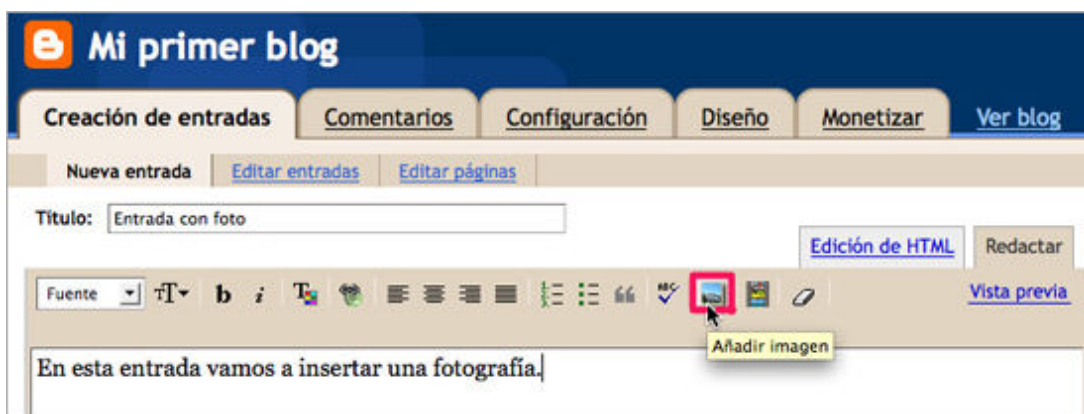 Mi primer blog
Creación de entradas Comentarios Configuración Diseño Monetizar Ver blog
Nueva entrada Editar entradas Editar páginas
Título: Entrada con foto
Edición de HTML Redactar
Fuente TT b i T ABC Vista previa
Añadir imagen
En esta entrada vamos a insertar una fotografía.